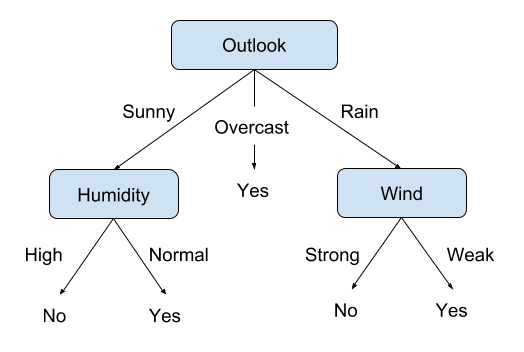 Outlook
Sunny
Rain
Overcast
Humidity
Yes
Wind
High
Normal
Strong
Weak
No
Yes
No
Yes